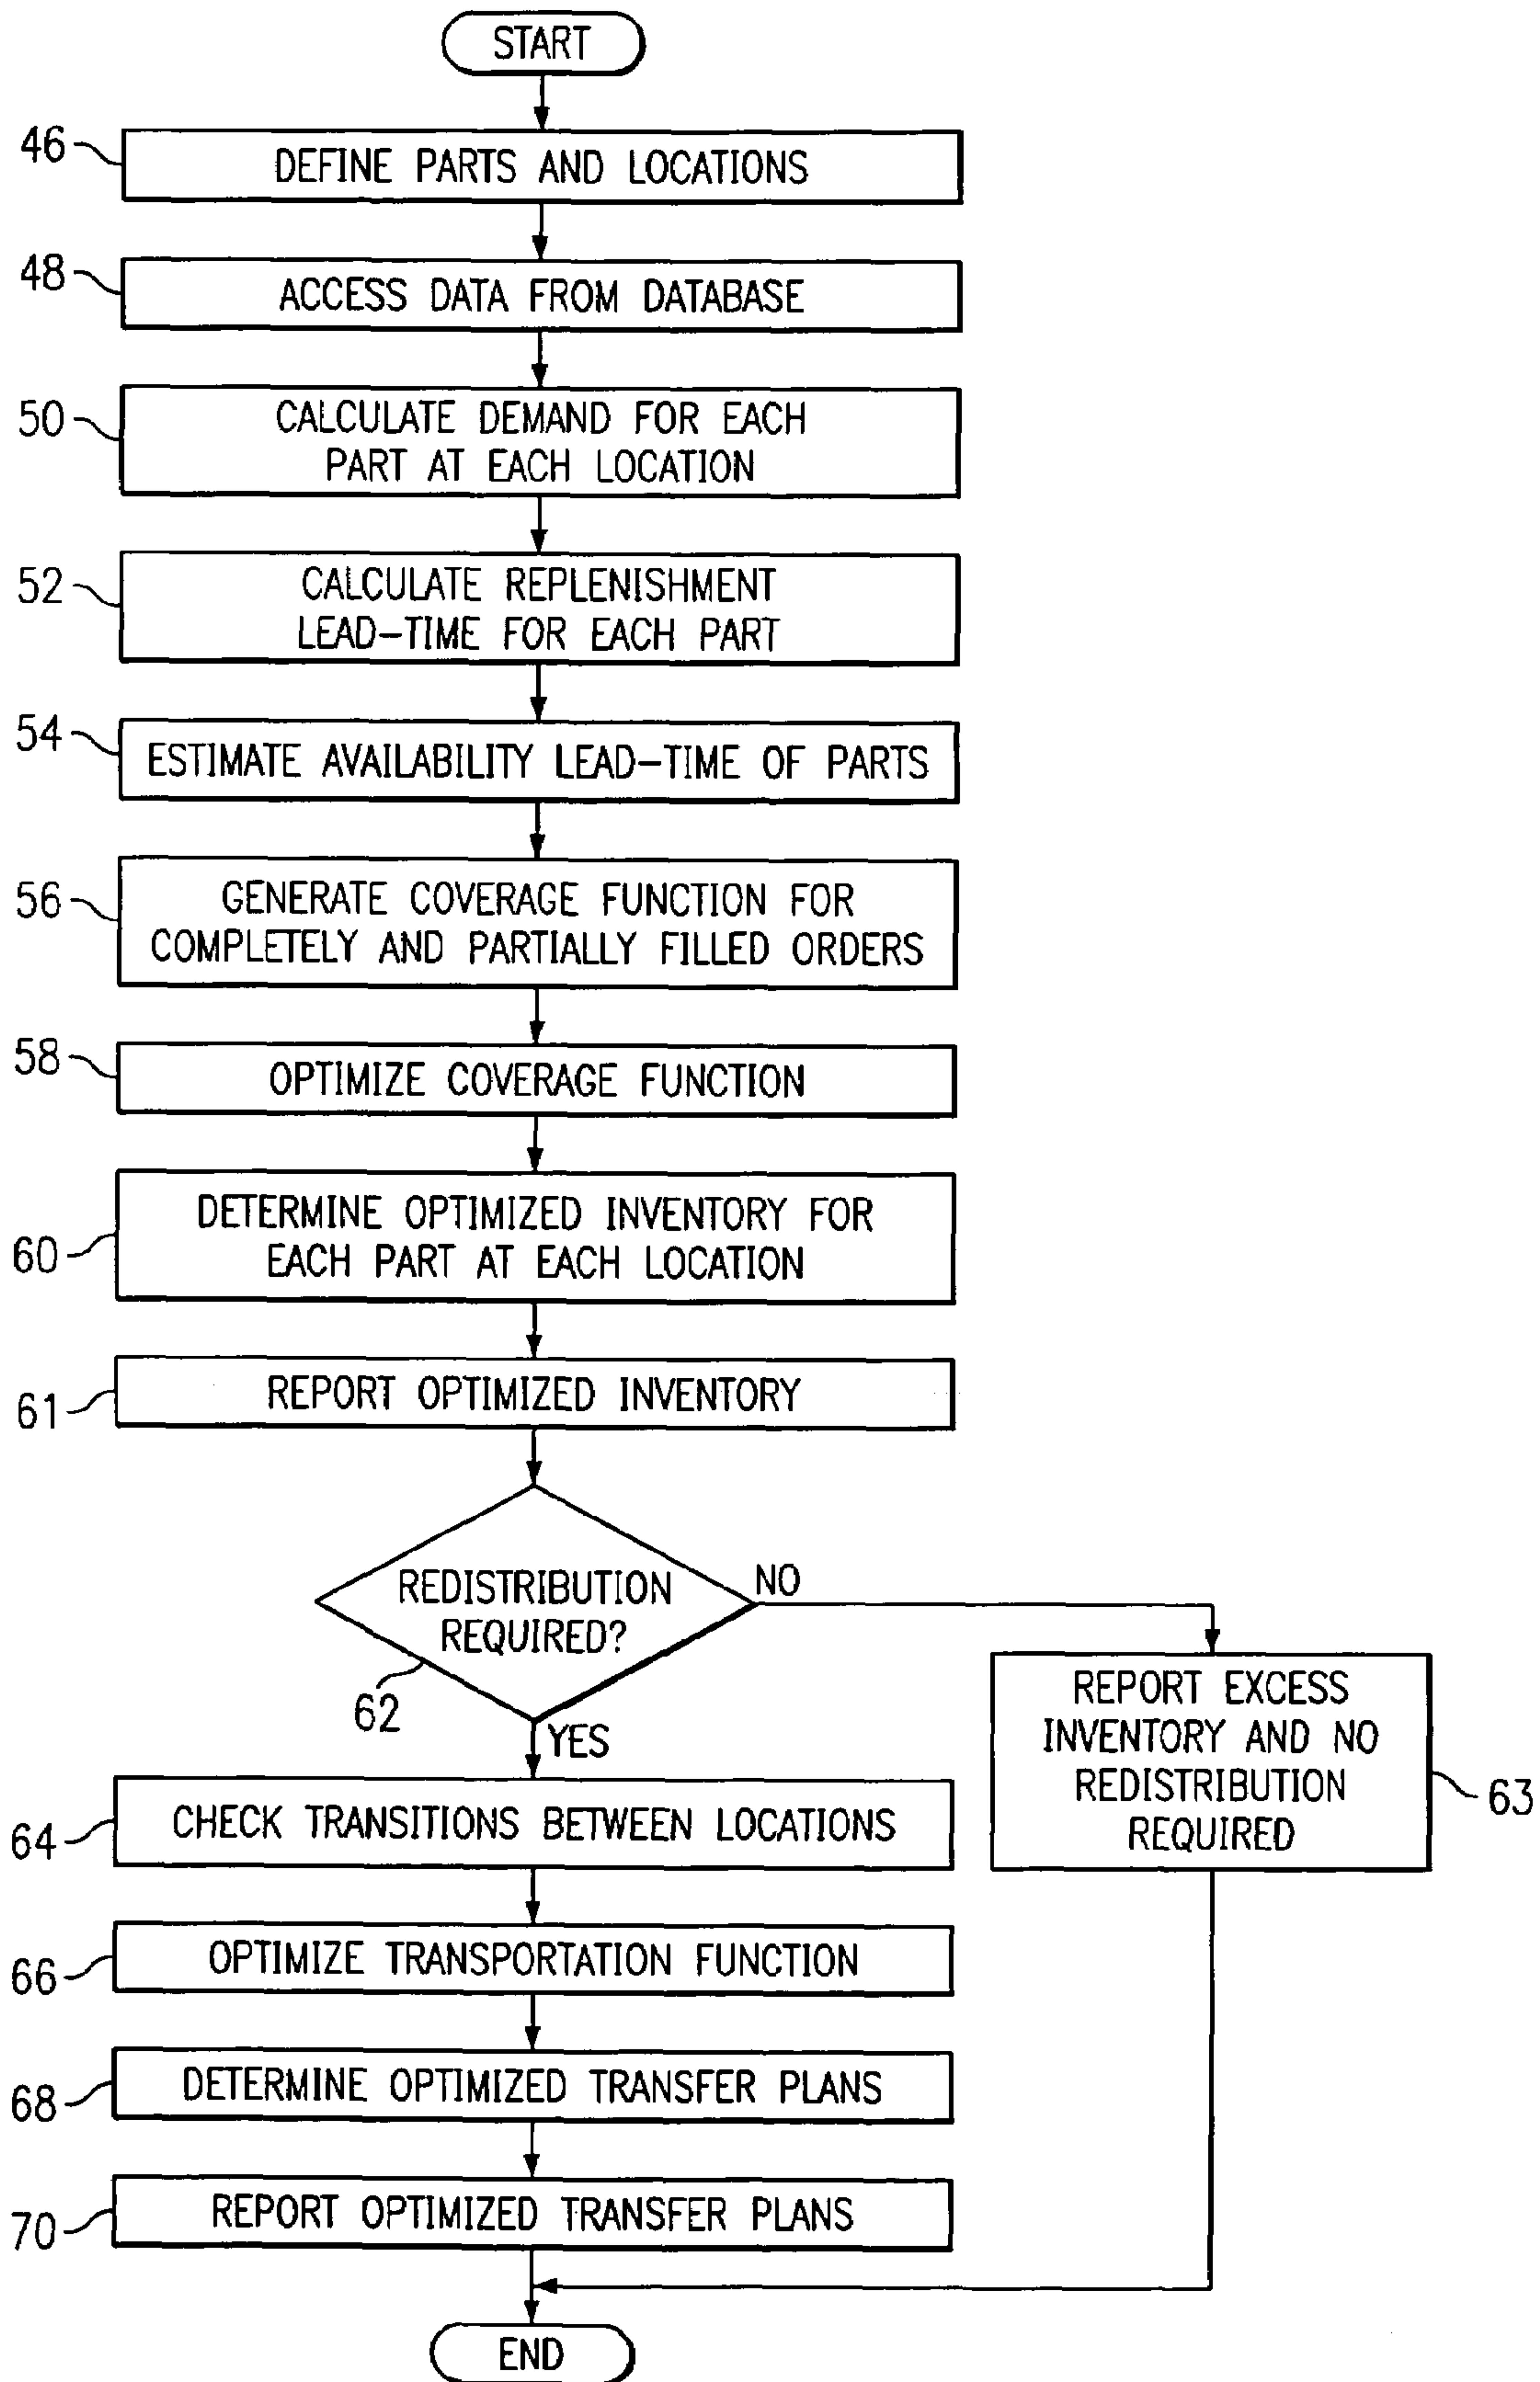 START
46
DEFINE PARTS AND LOCATIONS
48
ACCESS DATA FROM DATABASE
50
CALCULATE DEMAND FOR EACH
PART AT EACH LOCATION
52
CALCULATE REPLENISHMENT
LEAD-TIME FOR EACH PART
54
ESTIMATE AVAILABILITY LEAD-TIME OF PARTS
56
GENERATE COVERAGE FUNCTION FOR
COMPLETELY AND PARTIALLY FILLED ORDERS
58
OPTIMIZE COVERAGE FUNCTION
60
DETERMINE OPTIMIZED INVENTORY FOR
EACH PART AT EACH LOCATION
61
REPORT OPTIMIZED INVENTORY
REDISTRIBUTION
REQUIRED?
62
NO
YES
REPORT EXCESS
INVENTORY AND NO
REDISTRIBUTION
REQUIRED
63
64
CHECK TRANSITIONS BETWEEN LOCATIONS
66
OPTIMIZE TRANSPORTATION FUNCTION
68
DETERMINE OPTIMIZED TRANSFER PLANS
70
REPORT OPTIMIZED TRANSFER PLANS
END